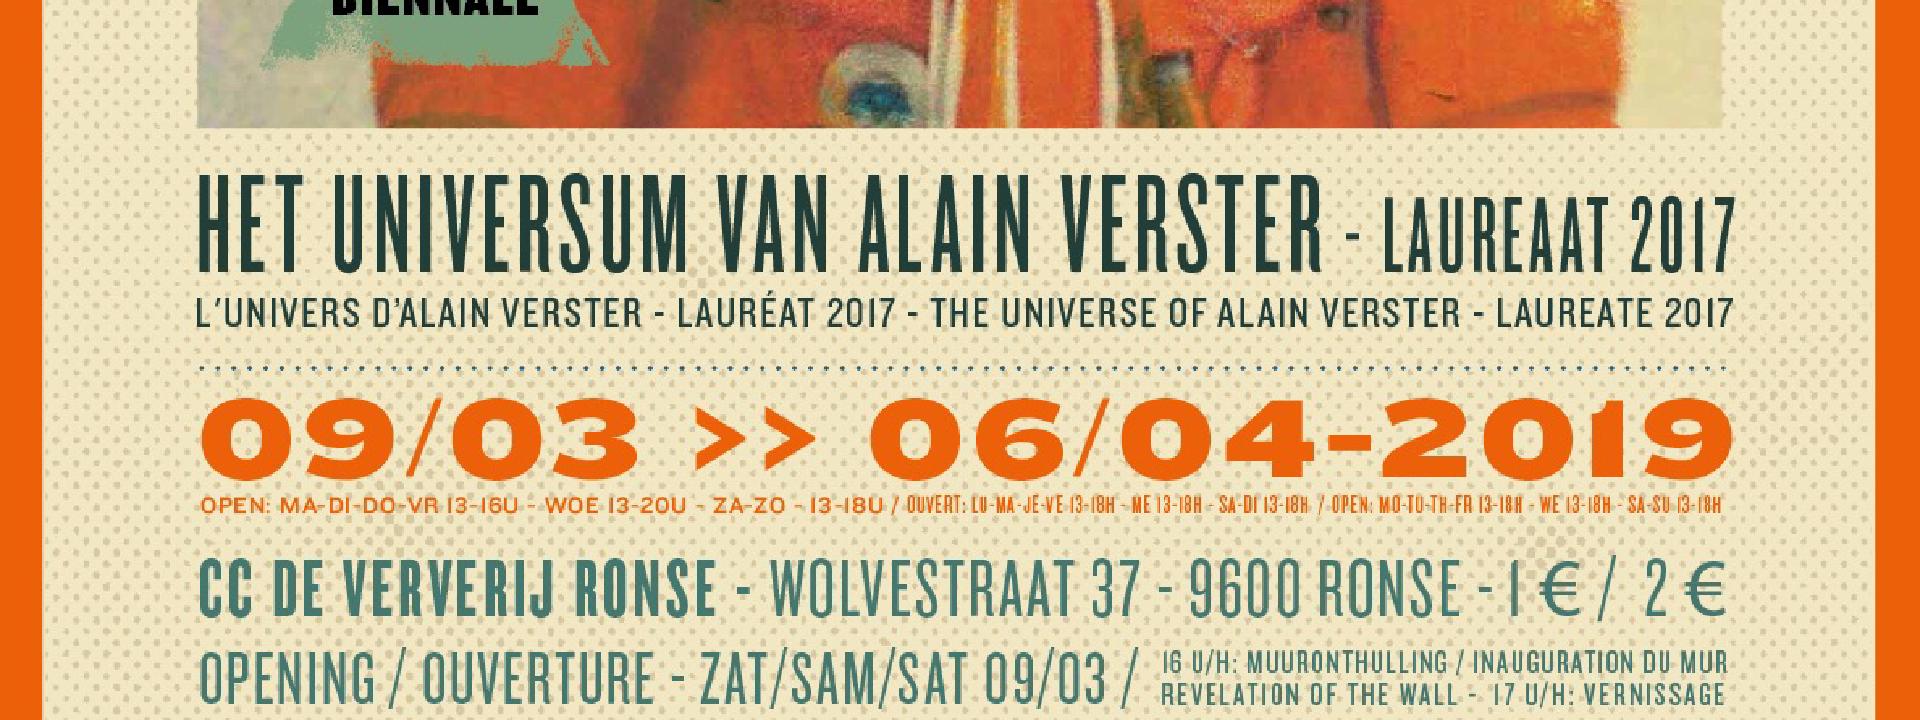 BIENNALE
HET UNIVERSUM VAN ALAIN VERSTER - LAUREAAT 2017
L'UNIVERS D'ALAIN VERSTER - LAURÉAT 2017 - THE UNIVERSE OF ALAIN VERSTER - LAUREATE 2017
09/03 >> 06/04-2019
OPEN: MA-DI-DO-VR 13-16U - WOE 13-20U - ZA-ZO - 13-18U / OUVERT: LU-MA-JE-VE 13-18H - ME 13-18H - SA-DI 13-18H / OPEN: MO-TU-TH-FR 13-18H - WE 13-18H - SA-SU 13-18H
CC DE VERVERIJ RONSE - WOLVESTRAAT 37 - 9600 RONSE - 1 € / 2 €
OPENING / OUVERTURE - ZAT/SAM/SAT 09/03 / 16 U/H: MUURONTHULLING / INAUGURATION DU MUR
REVELATION OF THE WALL - 17 U/H: VERNISSAGE